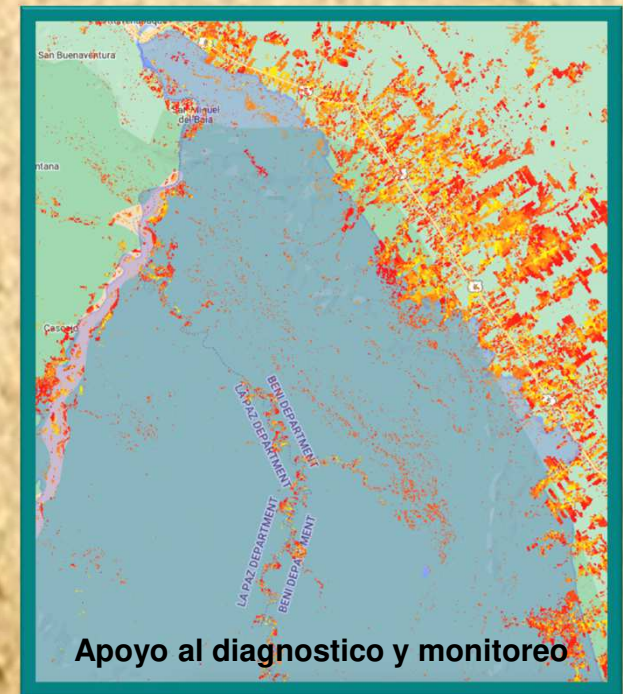 San Buenaventura
San Miguel
del Bala
ntana
Cascajo
BENI DEPARTMENT
LA PAZ DEPARTMENT
LA PAZ DEPARTMENT
BENI DEPARTMENT
Apoyo al diagnostico y monitoreo